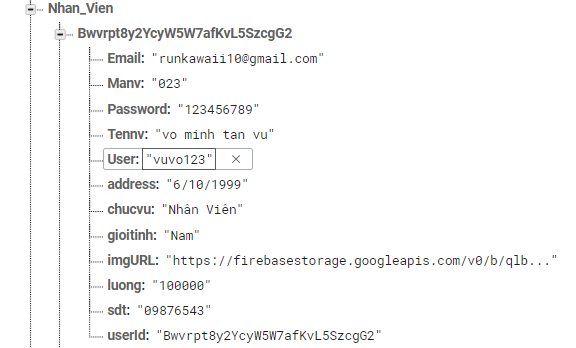 Nhan_Vien
Bwvrpt8y2YcyW5W7afKvL5SzcgG2
Email: "runkawaii10@gmail.com"
Manv: "023"
Password: "123456789"
Tennv: "vo minh tan vu"
User: "vuvo123" ×
address: "6/10/1999"
chucvu: "Nhân Viên"
gioitinh: "Nam"
imgURL: "https://firebasestorage.googleapis.com/v0/b/qlb..."
luong: "100000"
sdt: "09876543"
userId: "Bwvrpt8y2YcyW5W7afKvL5SzcgG2"